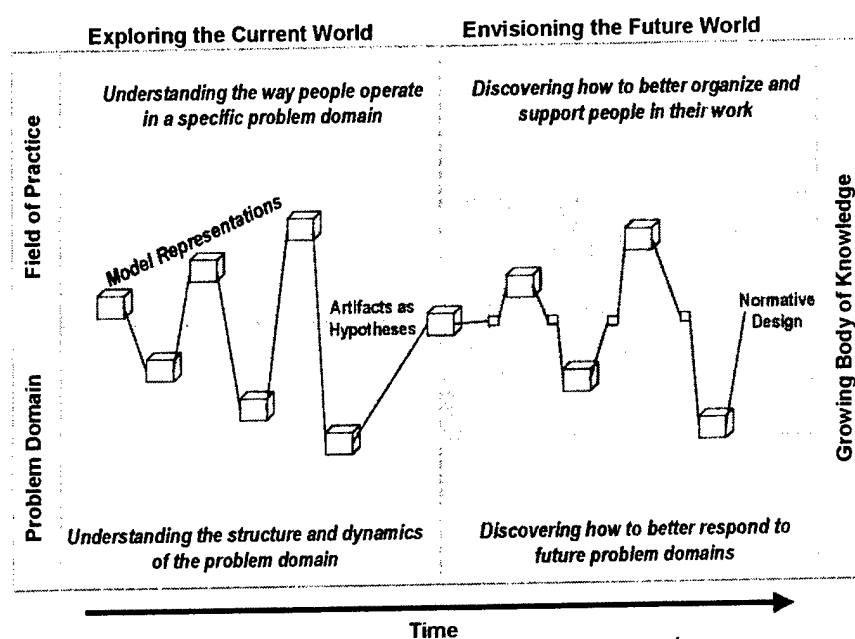 Exploring the Current World
Envisioning the Future World
Understanding the way people operate
in a specific problem domain
Discovering how to better organize and
support people in their work
Field of Practice
Model Representations
Artifacts as
Hypotheses
Normative
Design
Problem Domain
Growing Body of Knowledge
Understanding the structure and dynamics
of the problem domain
Discovering how to better respond to
future problem domains
Time